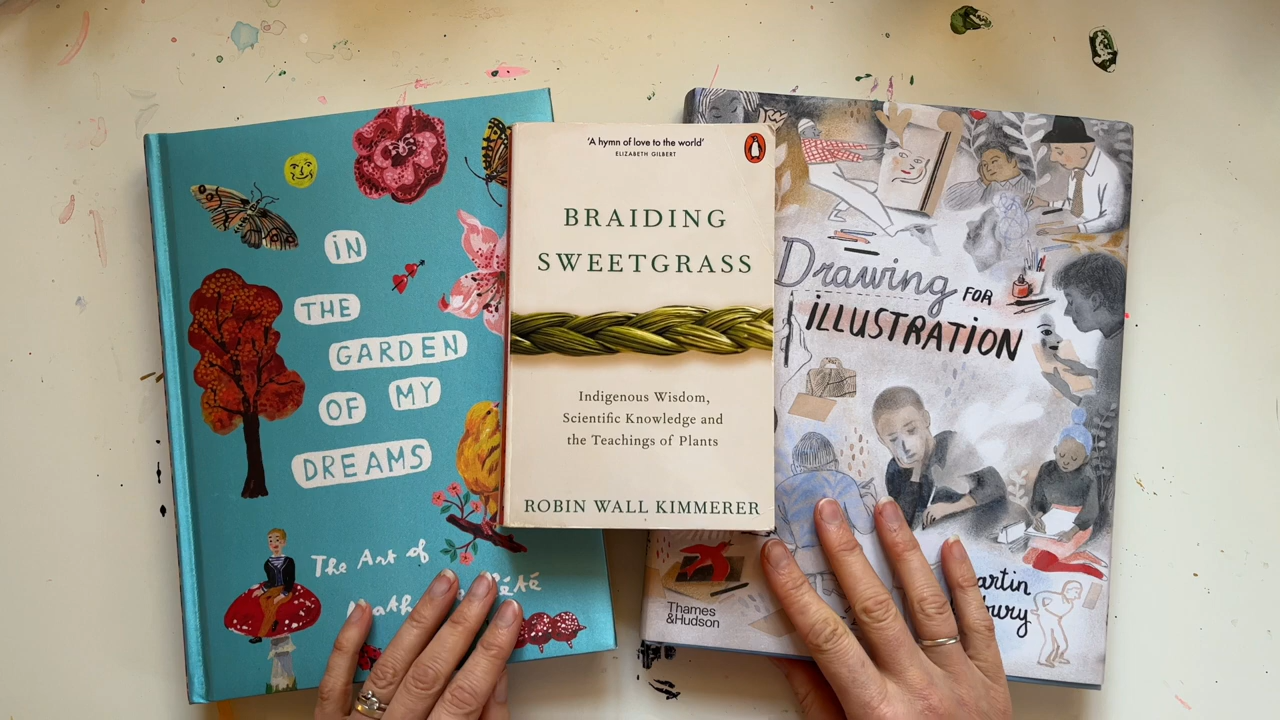 in
THE
GARDEN
OF MY
DREAMS
The Art of
'A hymn of love to the world'
ELIZABETH GILBERT
BRAIDING
SWEETGRASS
Indigenous Wisdom,
Scientific Knowledge and
the Teachings of Plants
ROBIN WALL KIMMERER
Drawing FOR
iLLUSTRATiON
Thames
&Hudson